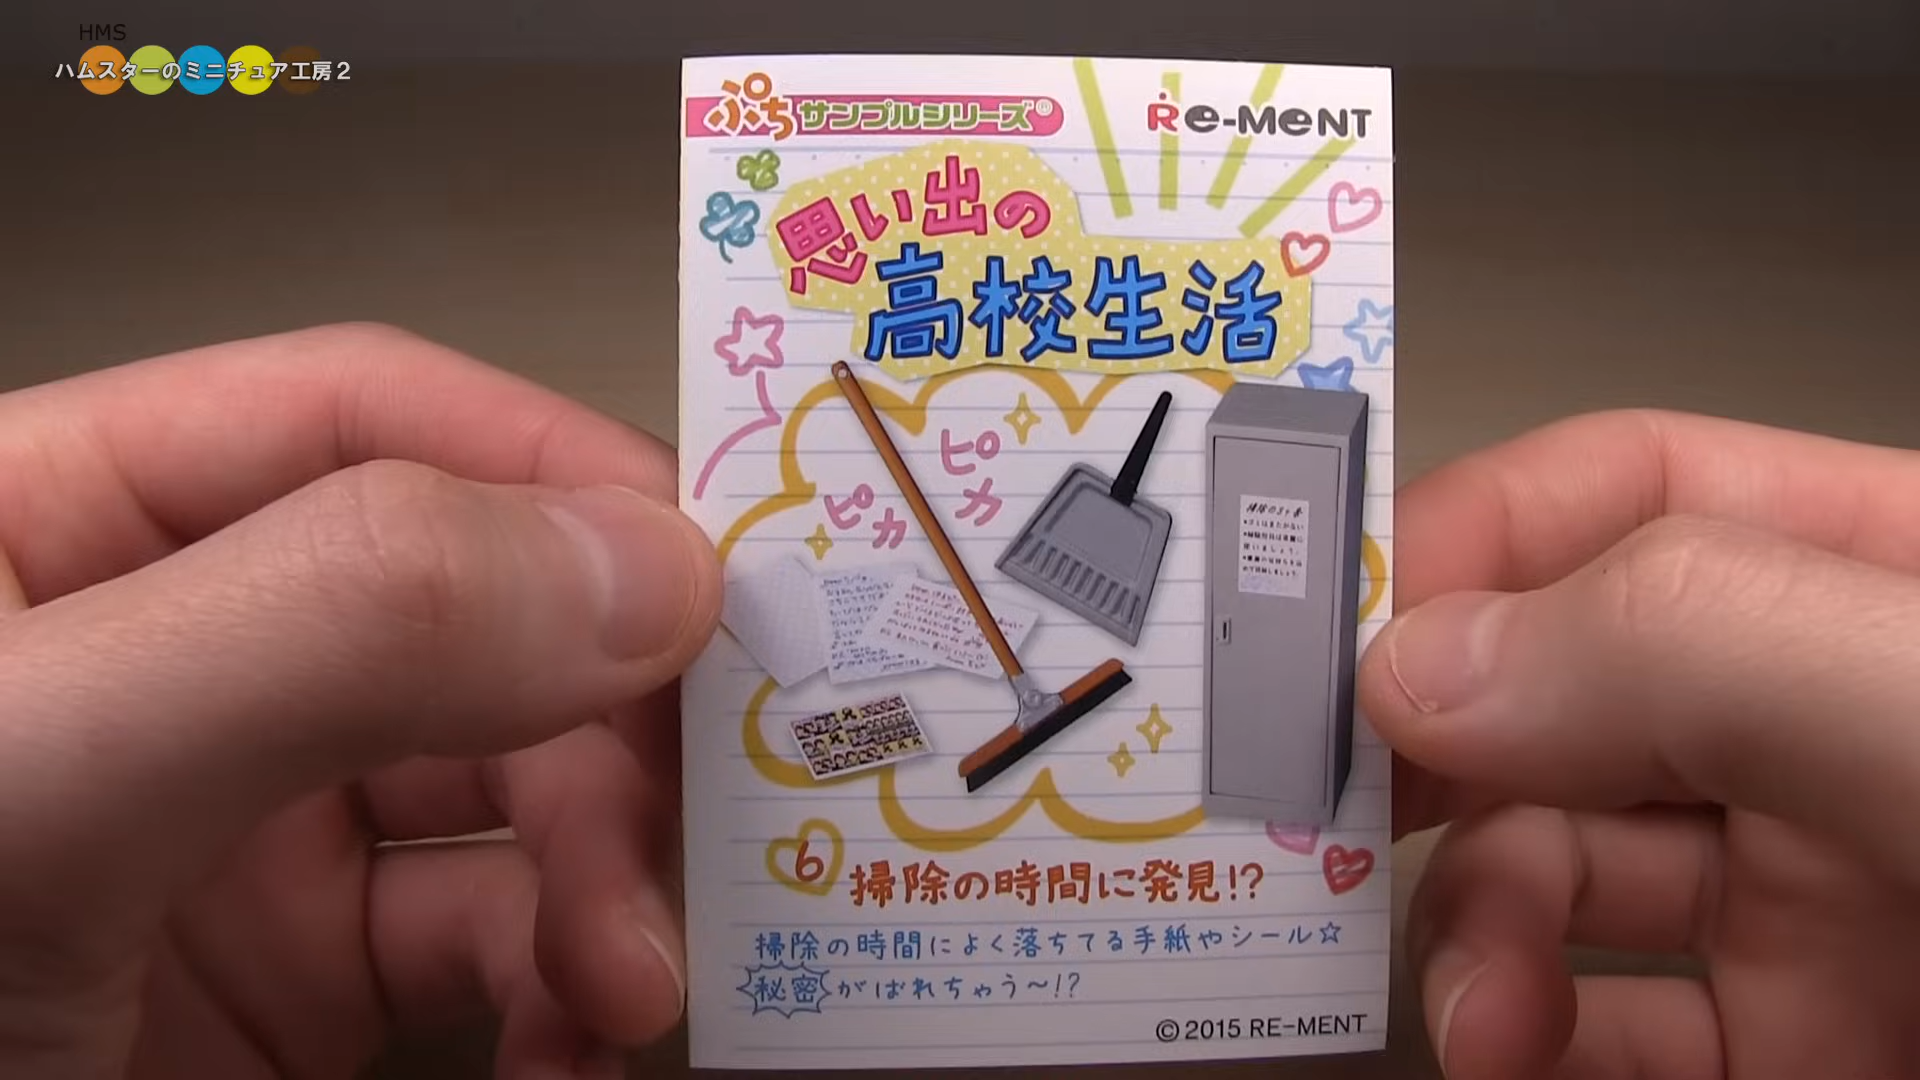 HMS
ハムスターのミニチュア工房2
ぷちサンプルシリーズ®
Re-MeNT
思い出の
高校生活
ピカ
ピカ
6 掃除の時間に発見!?
掃除の時間によく落ちてる手紙やシール☆
秘密がばれちゃう〜!?
©2015 RE-MENT